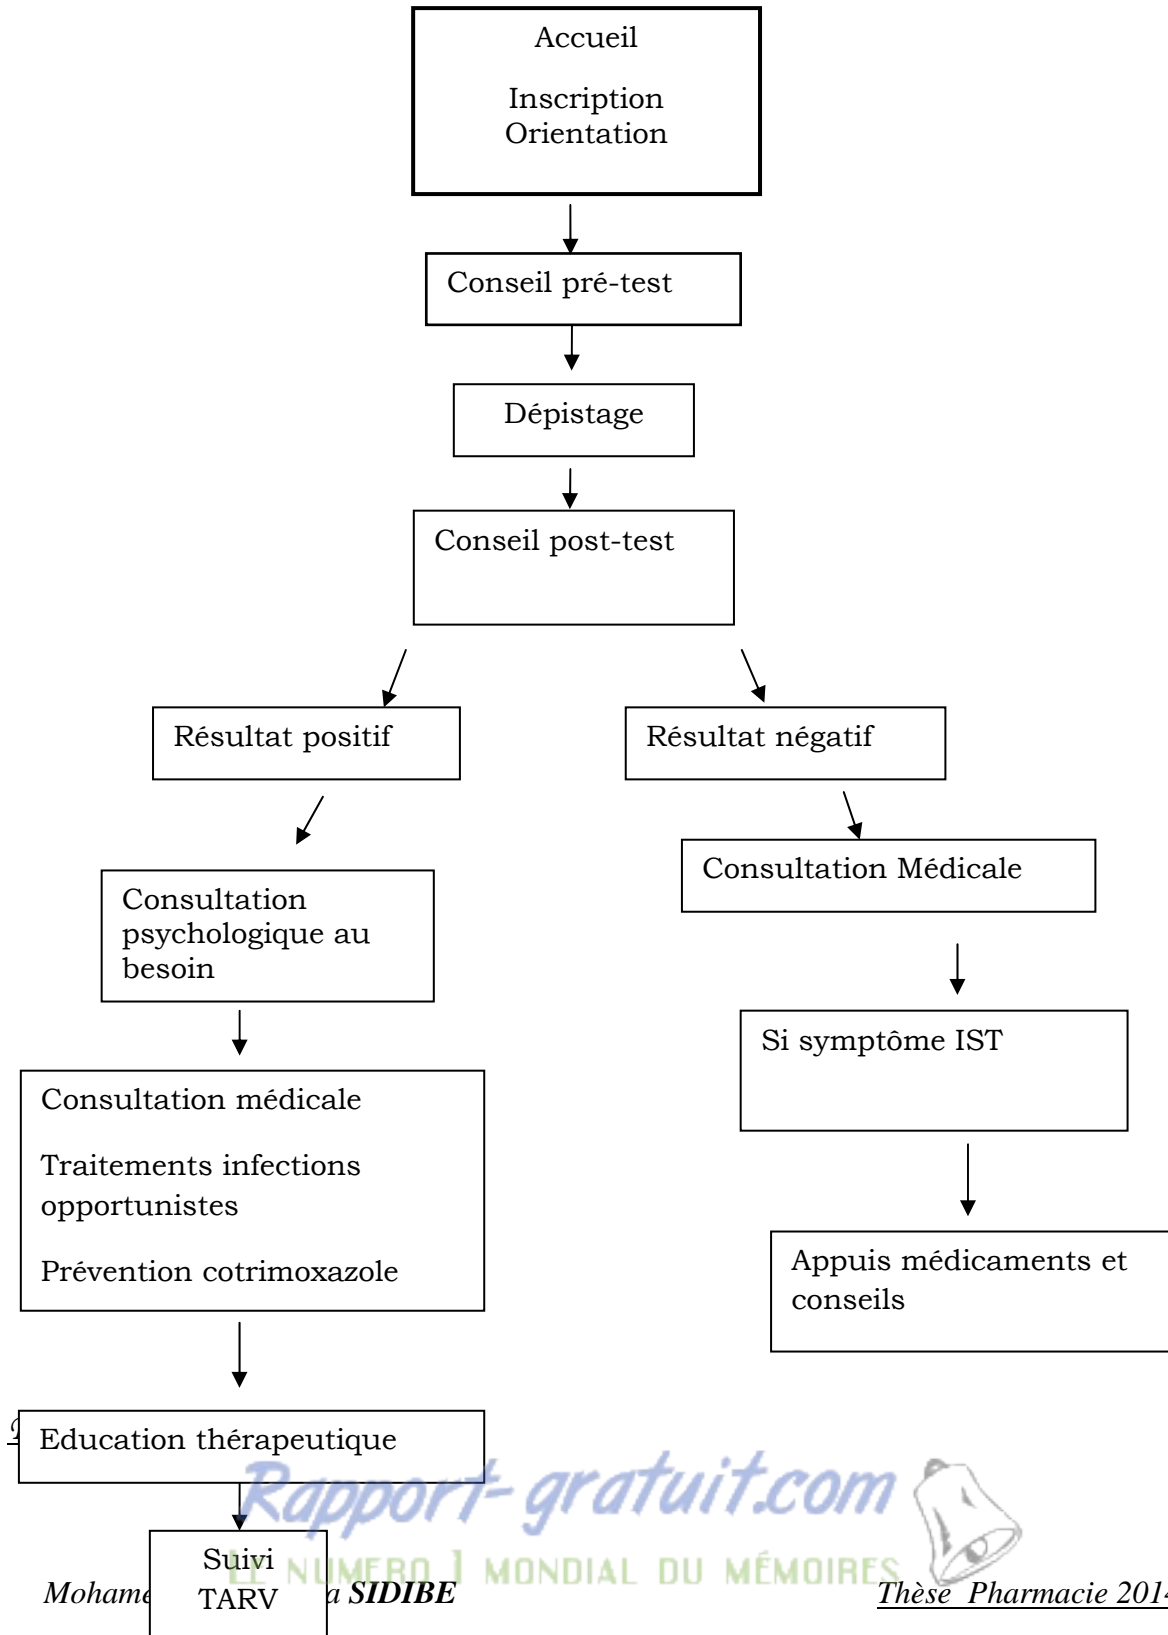 Accueil
Inscription
Orientation
Conseil pré-test
Dépistage
Conseil post-test
Résultat positif
Résultat négatif
Consultation Médicale
Consultation
psychologique au
besoin
Si symptôme IST
Consultation médicale
Traitements infections
opportunistes
Prévention cotrimoxazole
Appuis médicaments et
conseils
Education thérapeutique
Rapport-gratuit.com
LE NUMERO 1 MONDIAL DU MÉMOIRES
Suivi
TARV
SIDIBE
Thèse Pharmacie 2014